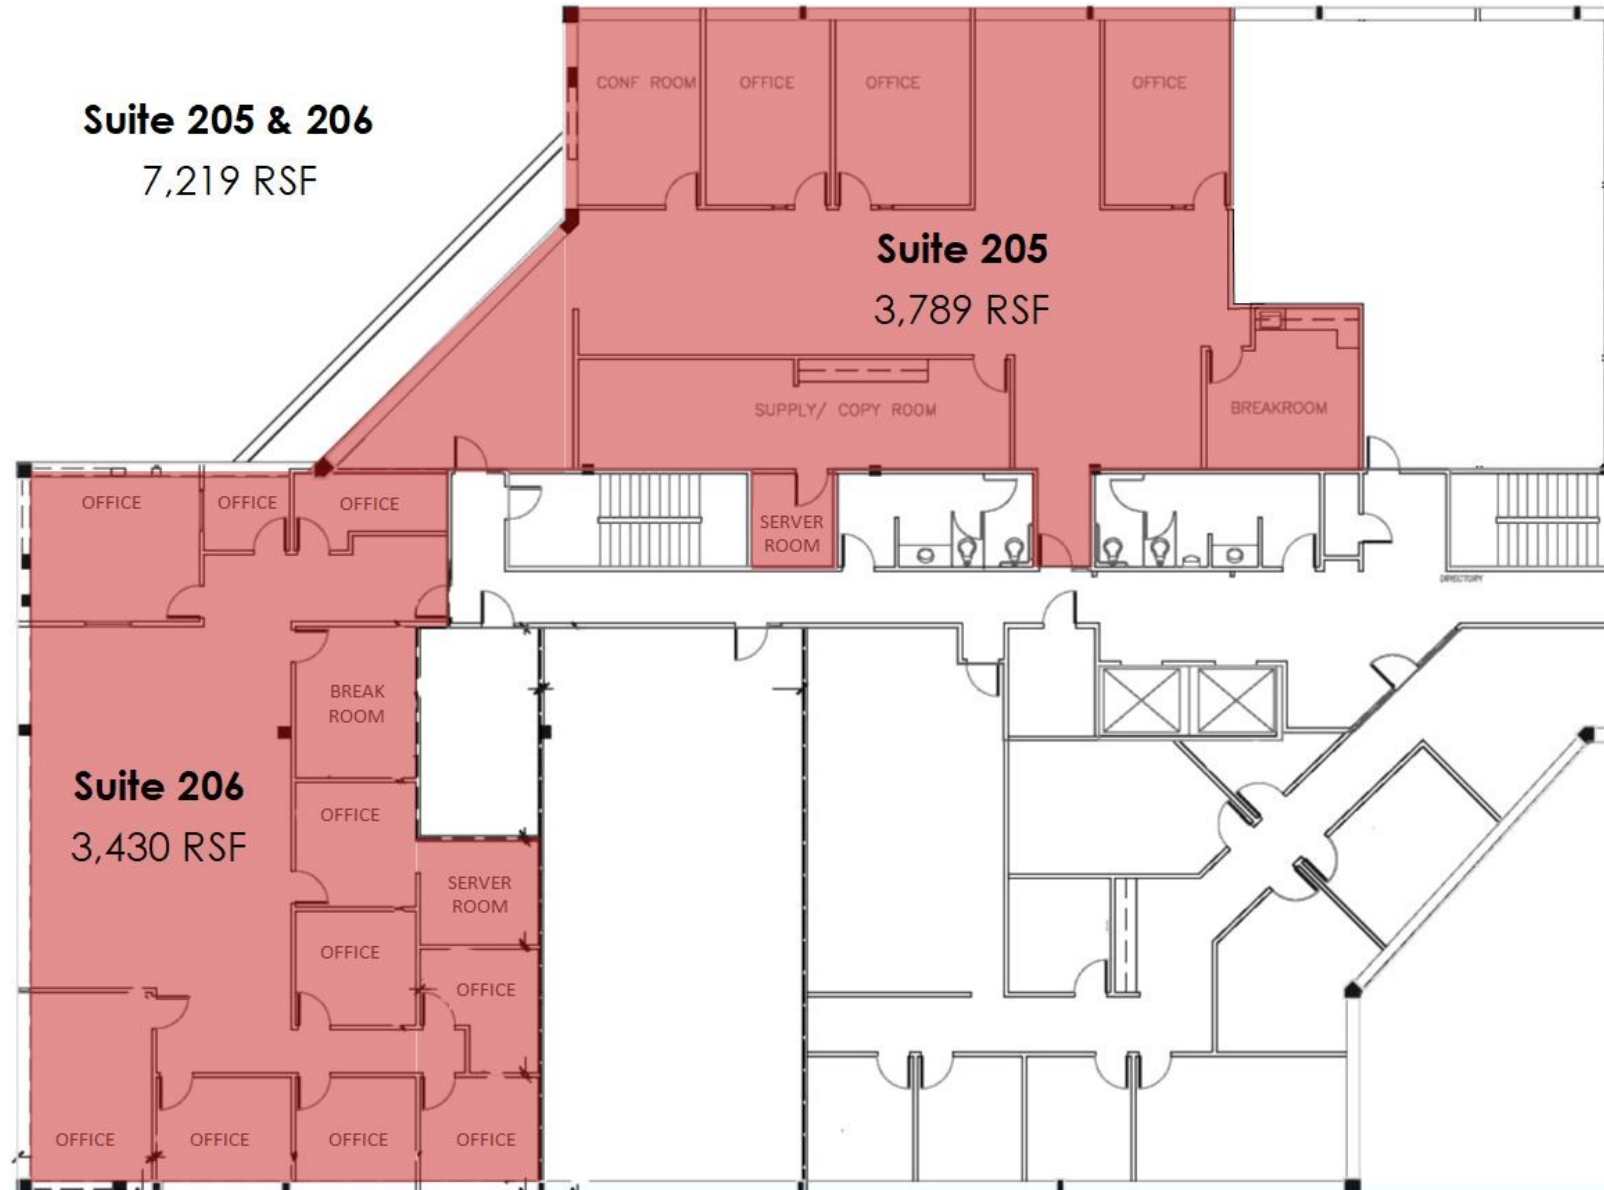 Suite 205 & 206
7,219 RSF
CONF ROOM
OFFICE
OFFICE
OFFICE
Suite 205
3,789 RSF
SUPPLY/ COPY ROOM
BREAKROOM
OFFICE
OFFICE
OFFICE
SERVER
ROOM
DIRECTORY
BREAK
ROOM
Suite 206
3,430 RSF
OFFICE
SERVER
ROOM
OFFICE
OFFICE
OFFICE
OFFICE
OFFICE
OFFICE